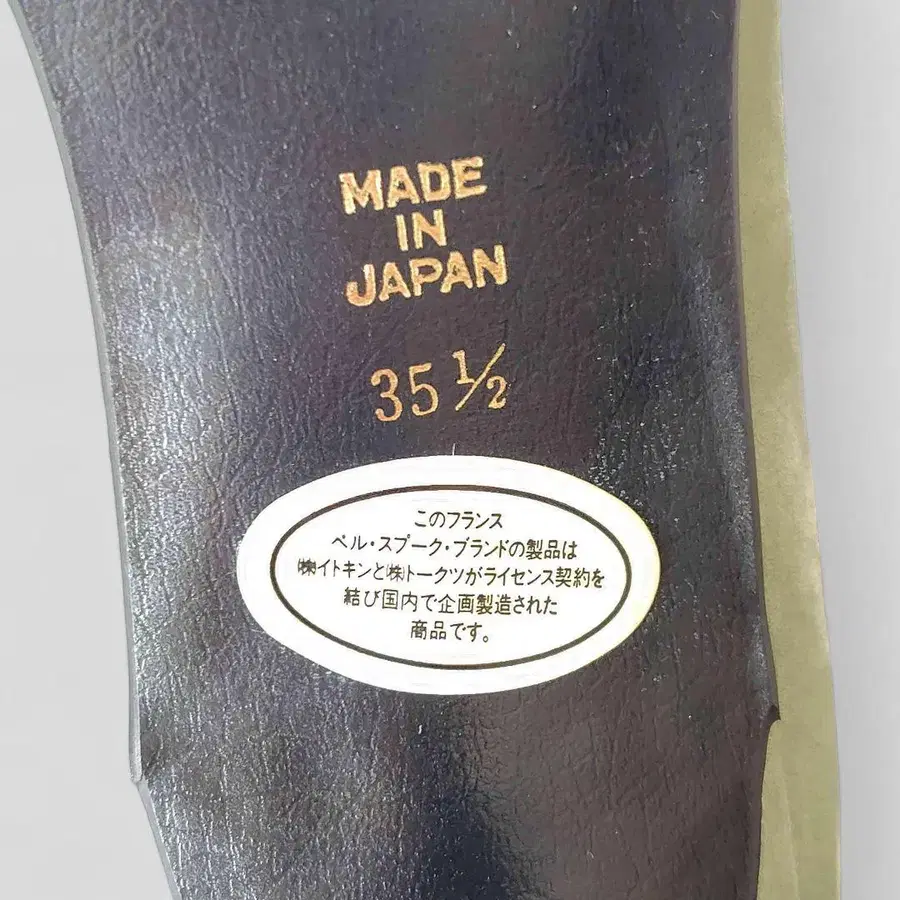 MADE
IN
JAPAN
35 ½
このフランス
ベル・スプーク・ブランドの製品は
㈱イトキンと㈱トークツがライセンス契約を
結び国内で企画製造された
商品です。